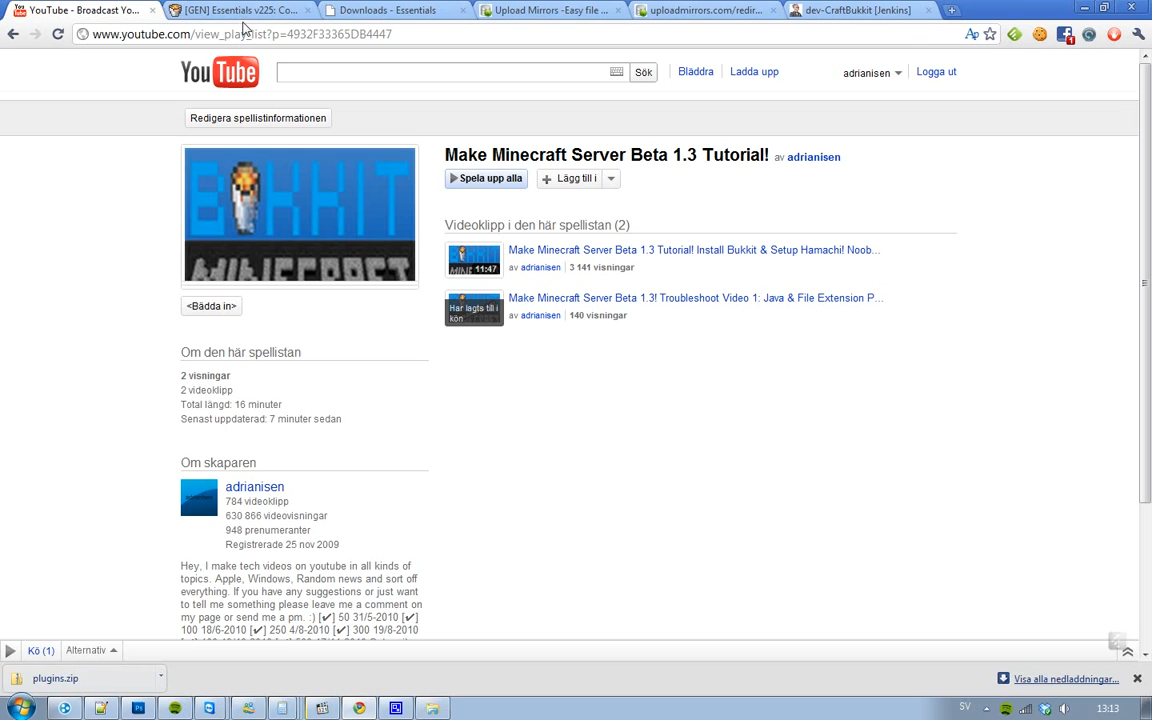 YouTube - Broadcast Yo...
[GEN] Essentials v225: Co...
Downloads - Essentials
Upload Mirrors -Easy file ...
uploadmirrors.com/redir...
dev-CraftBukkit [Jenkins]
www.youtube.com/view_playlist?p=4932F33365DB4447
YouTube
Sök
Bläddra
Ladda upp
adrianisen
Logga ut
Redigera spellistinformationen
BUKKIT
MINECRAFT
<Bädda in>
Make Minecraft Server Beta 1.3 Tutorial! av adrianisen
Spela upp alla
Lägg till i
Videoklipp i den här spellistan (2)
11:47
Make Minecraft Server Beta 1.3 Tutorial! Install Bukkit & Setup Hamachi! Noob...
av adrianisen 3 141 visningar
Har lagts till i
kön
Make Minecraft Server Beta 1.3! Troubleshoot Video 1: Java & File Extension P...
av adrianisen 140 visningar
Om den här spellistan
2 visningar
2 videoklipp
Total längd: 16 minuter
Senast uppdaterad: 7 minuter sedan
Om skaparen
adrianisen
784 videoklipp
630 866 videovisningar
948 prenumeranter
Registrerade 25 nov 2009
Hey, I make tech videos on youtube in all kinds of
topics. Apple, Windows, Random news and sort off
everything. If you have any suggestions or just want
to tell me something please leave me a comment on
my page or send me a pm. :) [✔] 50 31/5-2010 [✔]
100 18/6-2010 [✔] 250 4/8-2010 [✔] 300 19/8-2010
Kö (1)
Alternativ
plugins.zip
Visa alla nedladdningar...
SV
13:13